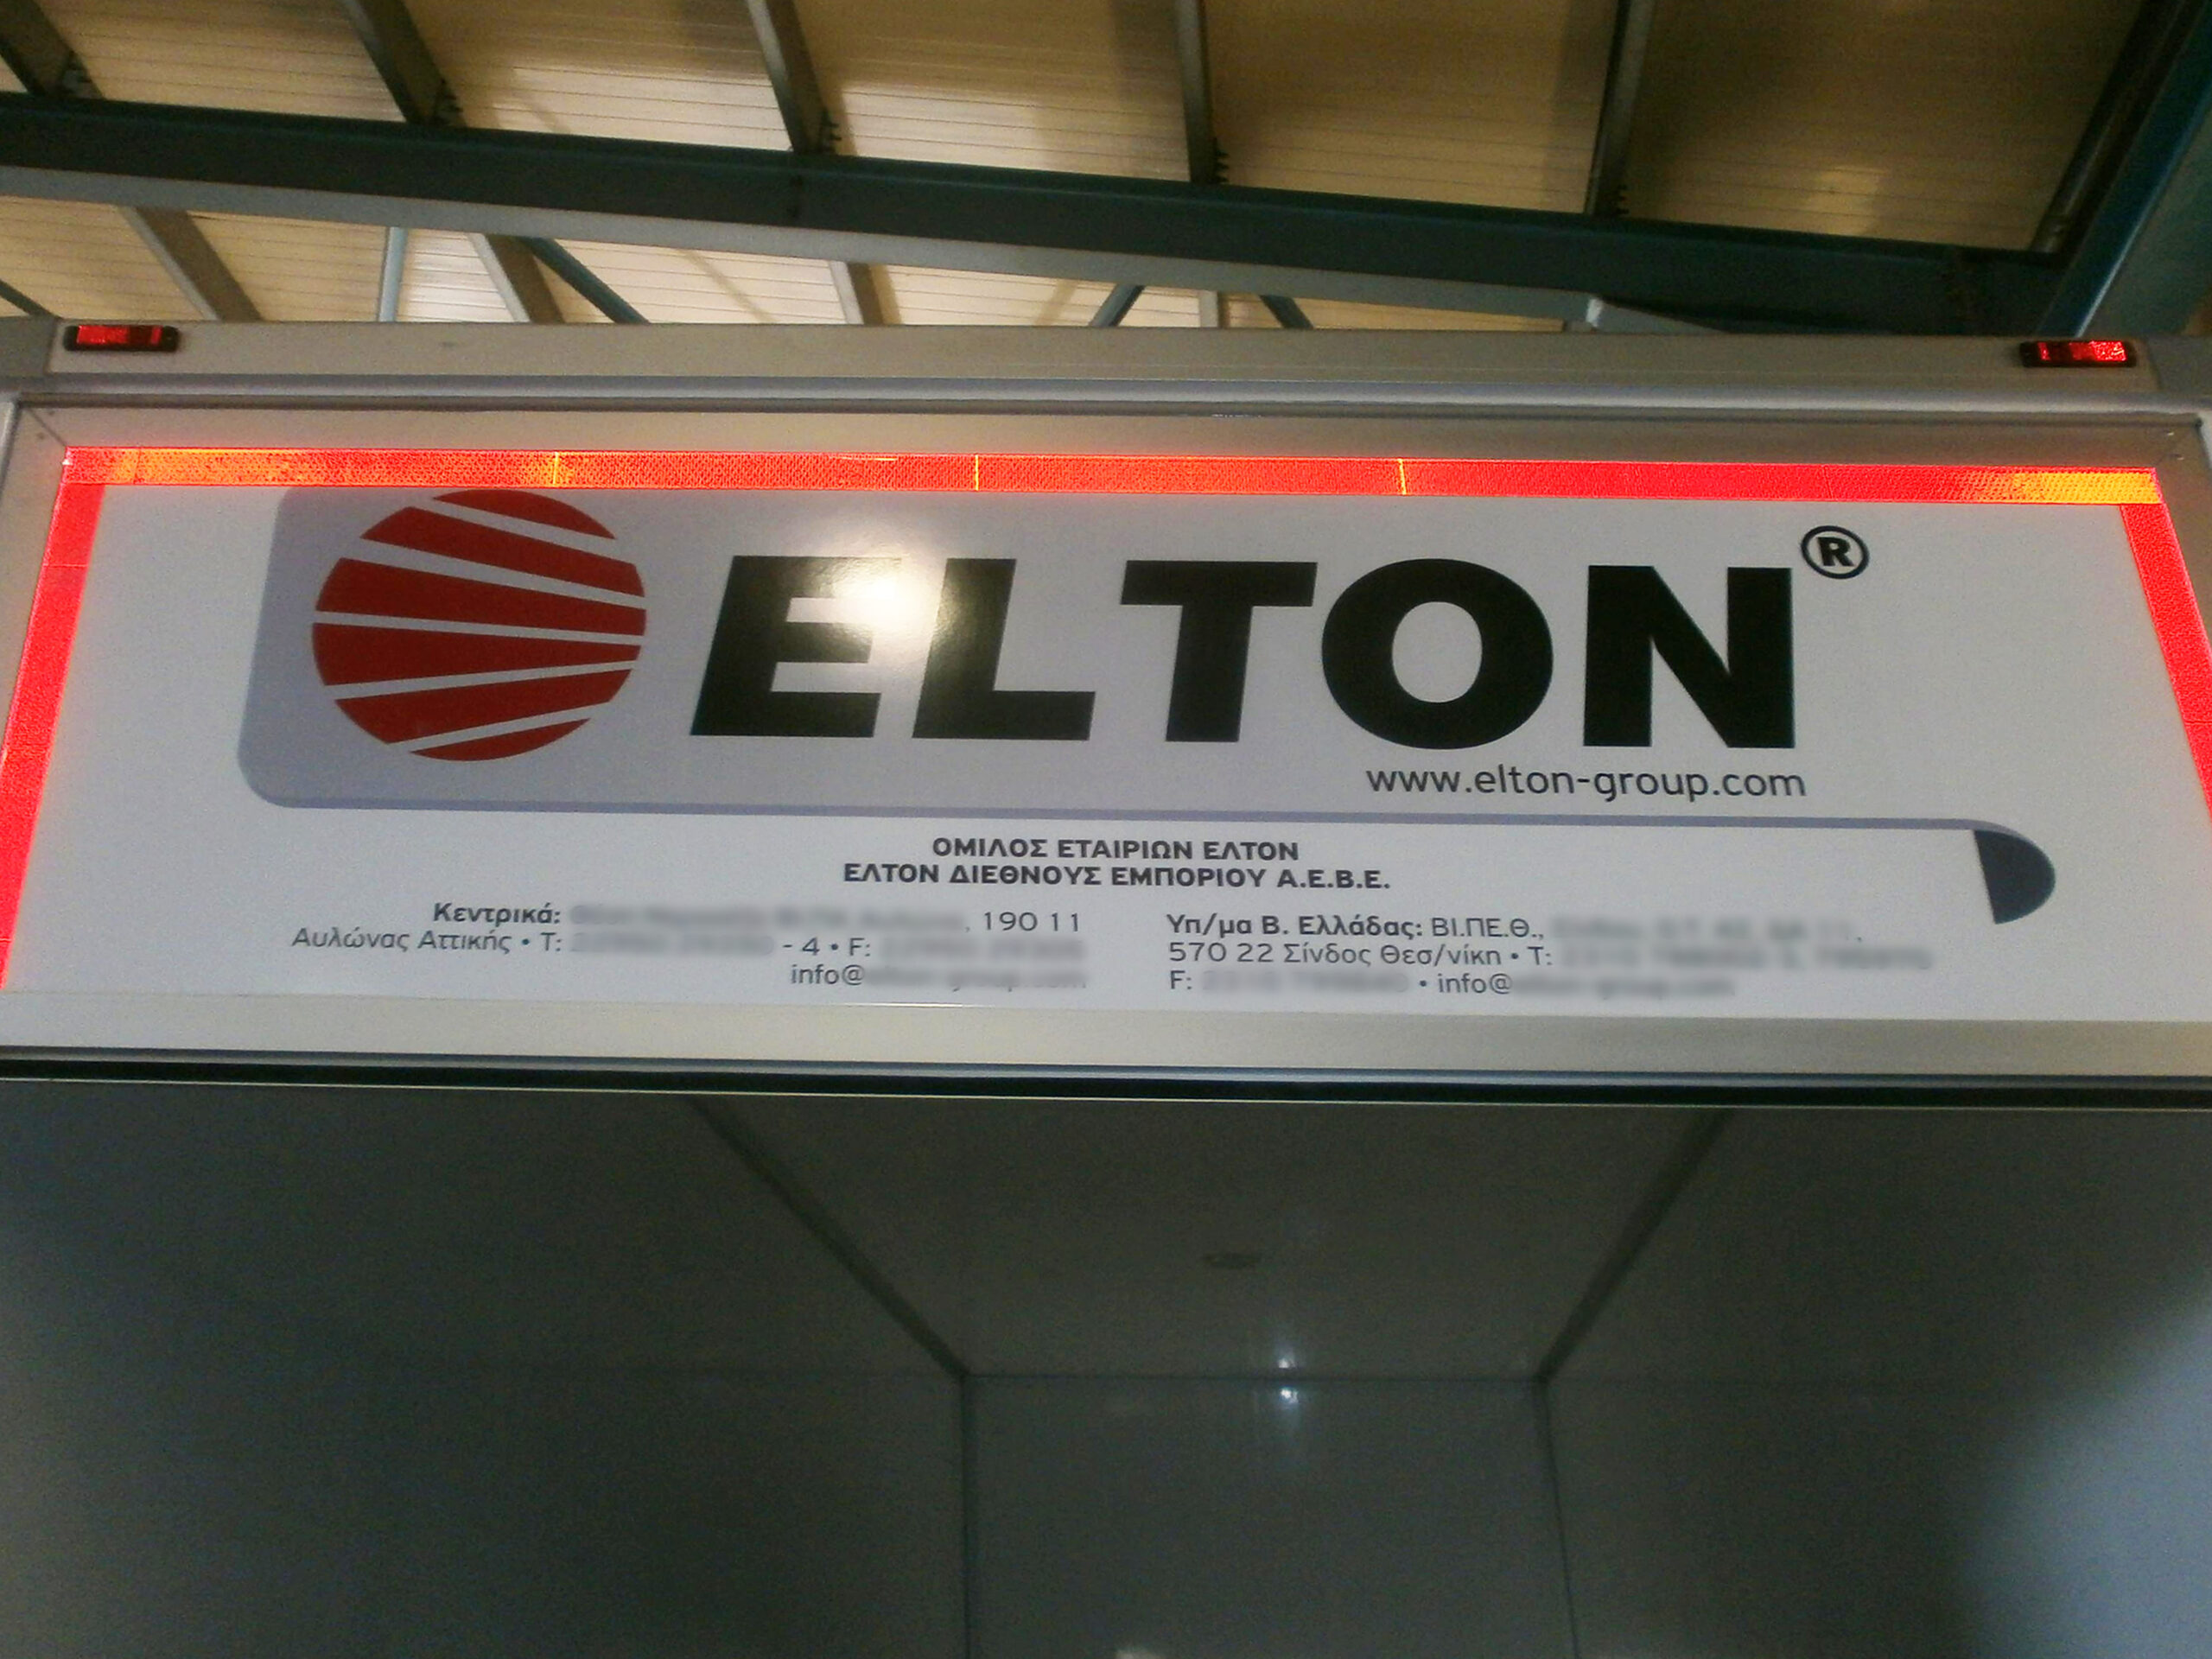 ELTON®
www.elton-group.com
ΟΜΙΛΟΣ ΕΤΑΙΡΙΩΝ ΕΛΤΟΝ
ΕΛΤΟΝ ΔΙΕΘΝΟΥΣ ΕΜΠΟΡΙΟΥ Α.Ε.Β.Ε.
Κεντρικά: , 190 11
Αυλώνας Αττικής • Τ: - 4 • F:
info@
Υπ/μα Β. Ελλάδας: ΒΙ.ΠΕ.Θ.,
570 22 Σίνδος Θεσ/νίκη • Τ:
F: • info@